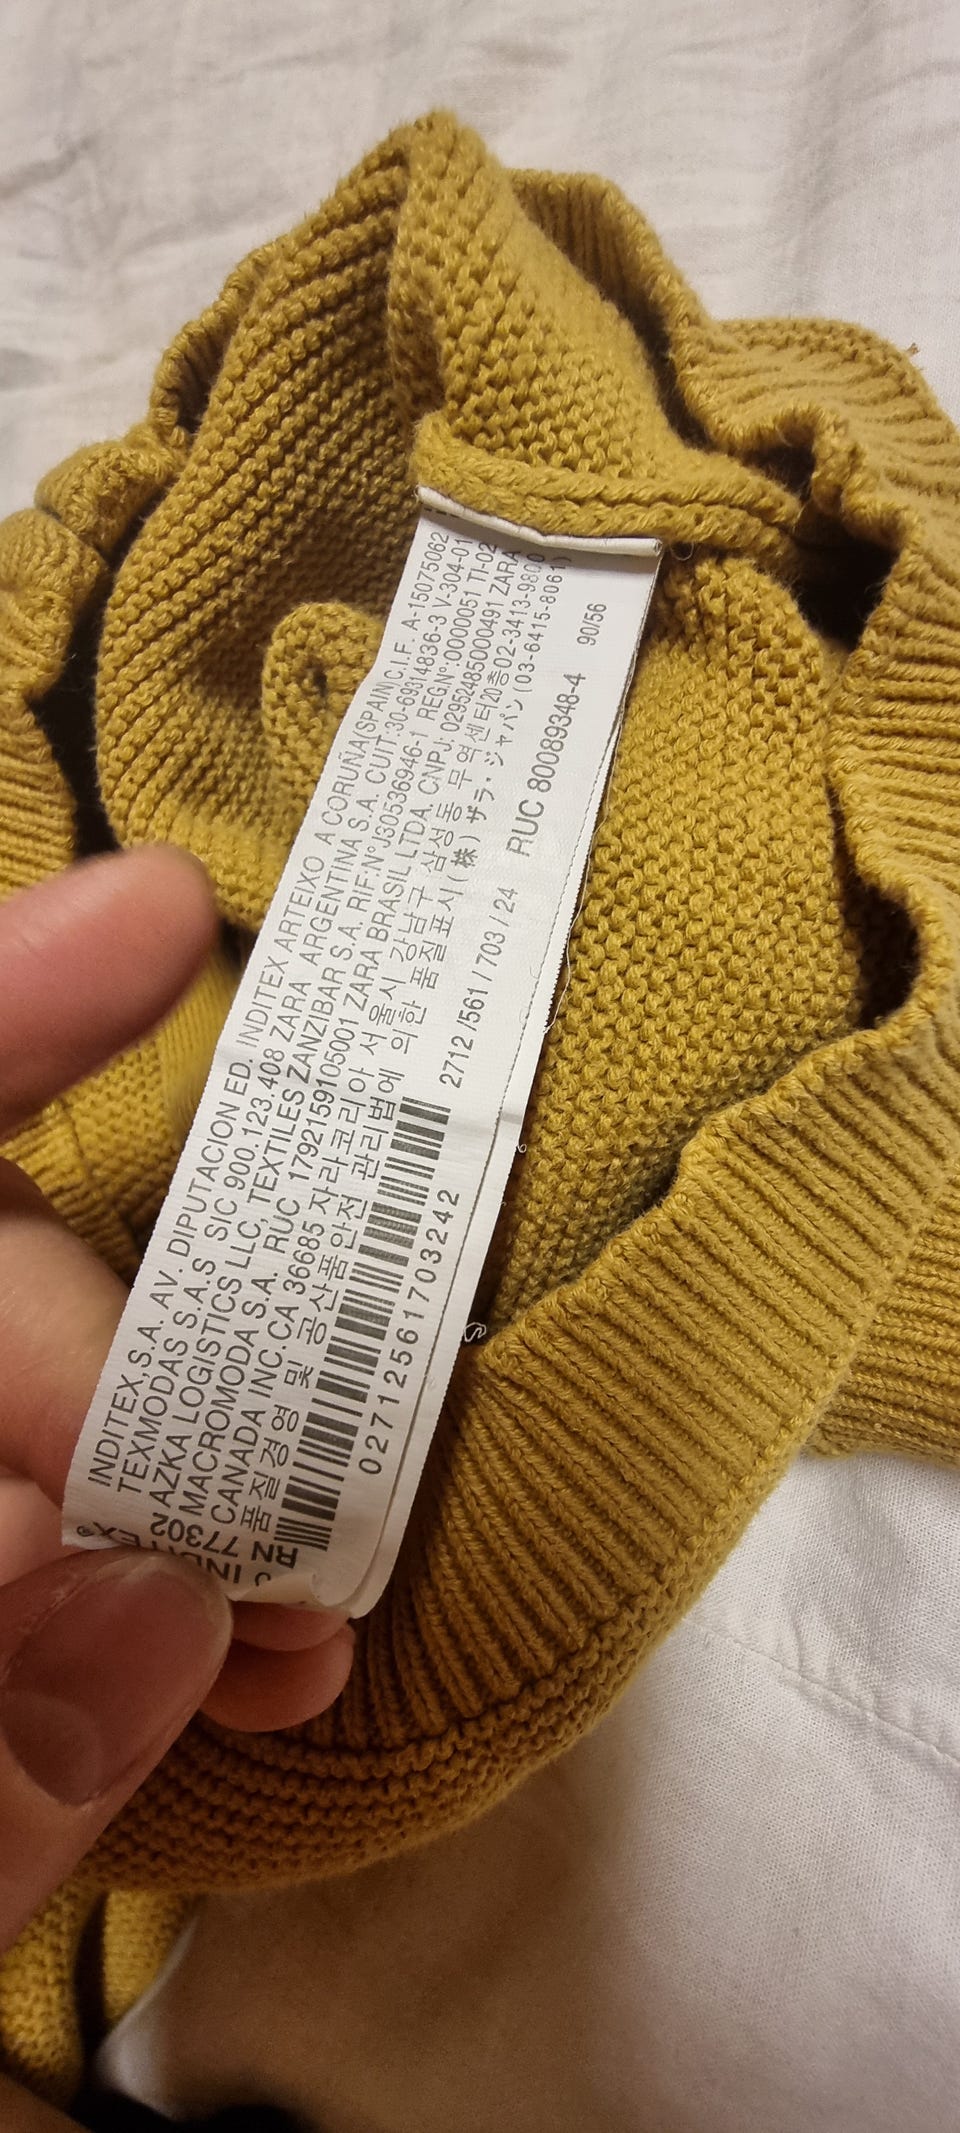 INDITEX,S.A. AV. DIPUTACION ED. INDITEX ARTEIXO A CORUÑA(SPAIN)C.I.F. A-15075062
TEXMODAS S.A.S SIC 900.123.408 ZARA ARGENTINA S.A. CUIT:30-69314836-3 V-304-01
AZKA LOGISTICS LLC, TEXTILES ZANZIBAR S.A. RIF:N°J30536946-1 REG.N°:0000051 TI-02
MACROMODA S.A. RUC 1792159105001 ZARA BRASIL LTDA. CNPJ: 02952485000491 ZARA
CANADA INC.CA 36685 자라코리아 서울시 강남구 삼성동 무역센터20층02-3413-9800
품질경영 및 공산품안전 관리법에 의한 품질표시(株) ザラ・ジャパン(03-6415-8061)
2712/561/703/24 RUC 80089348-4 90/56
02712561703242
INDITEX®
RN 77302